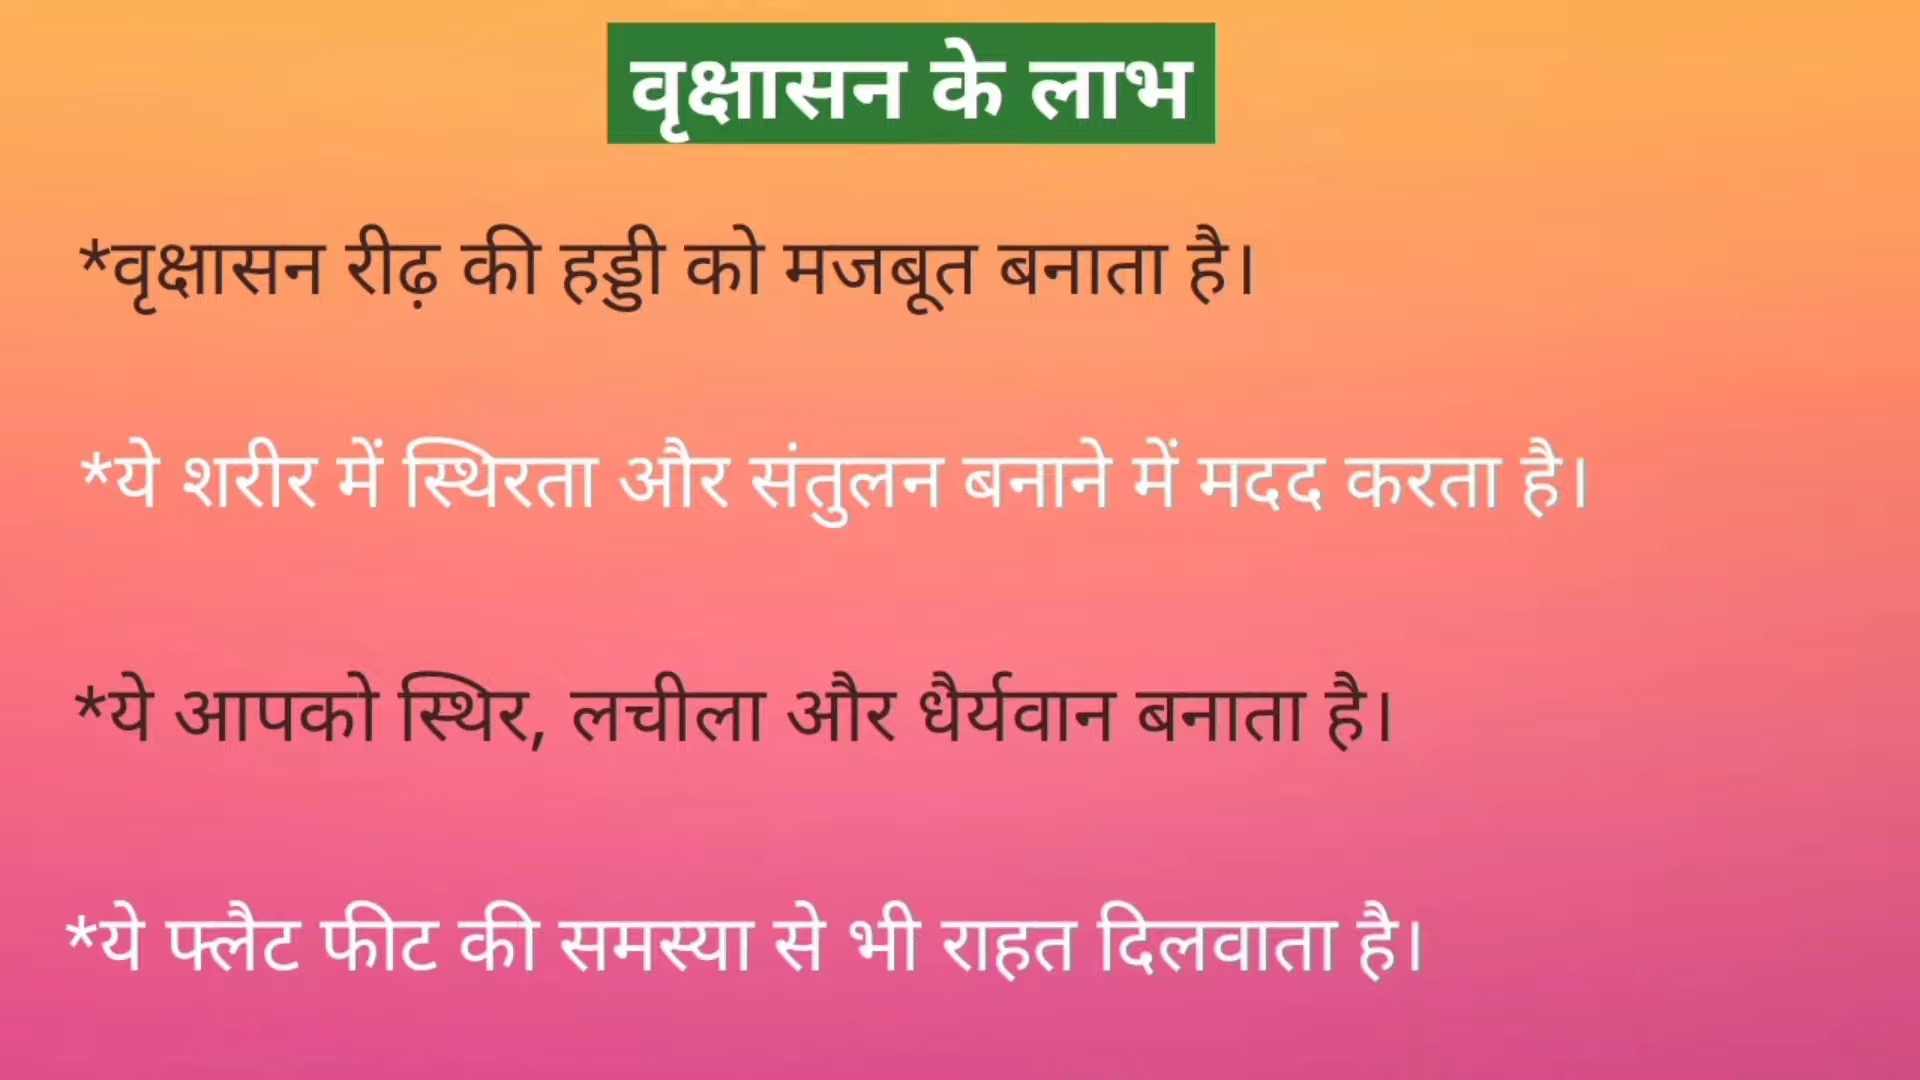 वृक्षासन के लाभ
*वृक्षासन रीढ़ की हड्डी को मजबूत बनाता है।
*ये शरीर में स्थिरता और संतुलन बनाने में मदद करता है।
*ये आपको स्थिर, लचीला और धैर्यवान बनाता है।
*ये फ्लैट फीट की समस्या से भी राहत दिलवाता है।